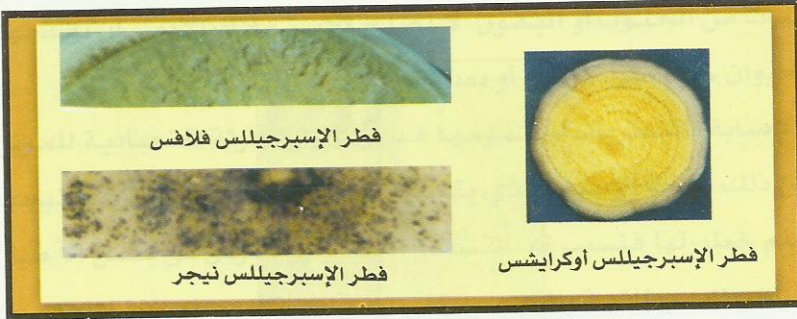 فطر الإسبرجيللس فلافس
فطر الإسبرجيللس أوكرايشس
فطر الإسبرجيللس نيجر